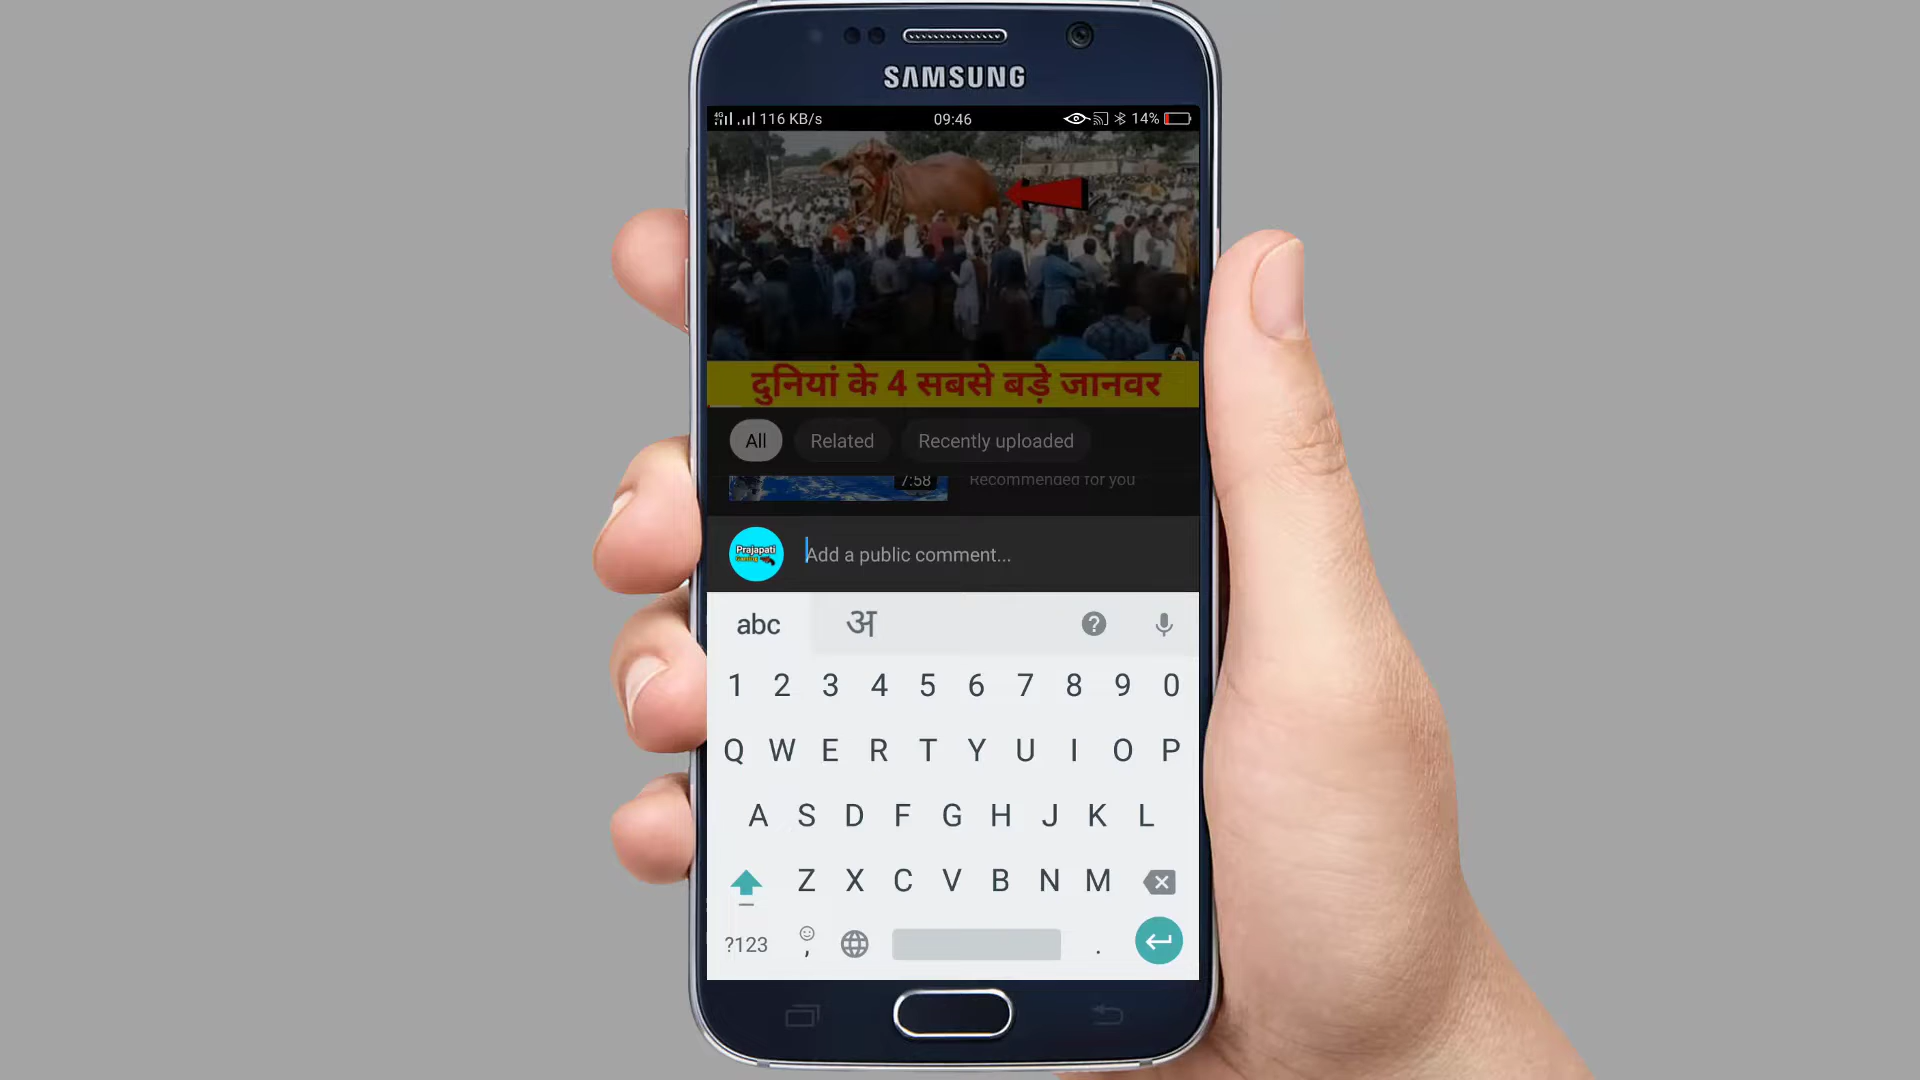 SAMSUNG
4G 116 KB/s 09:46 14%
दुनियां के 4 सबसे बड़े जानवर
All Related Recently uploaded
7:58 Recommended for you
Prajapati
Add a public comment...
abc अ ?
1 2 3 4 5 6 7 8 9 0
Q W E R T Y U I O P
A S D F G H J K L
Z X C V B N M
?123 , .